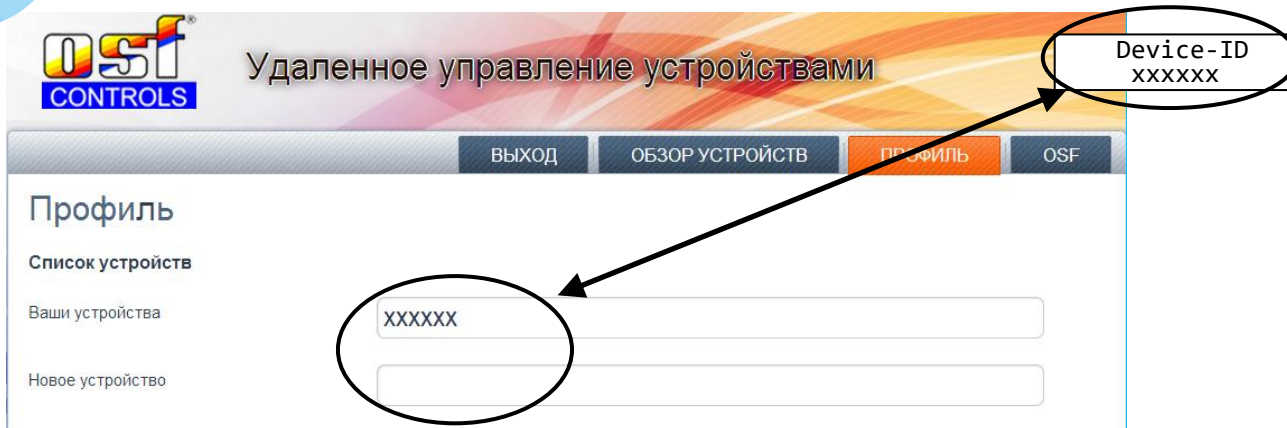 osf®
CONTROLS
Удаленное управление устройствами
Device-ID
xxxxxx
ВЫХОД
ОБЗОР УСТРОЙСТВ
ПРОФИЛЬ
OSF
Профиль
Список устройств
Ваши устройства
XXXXXX
Новое устройство